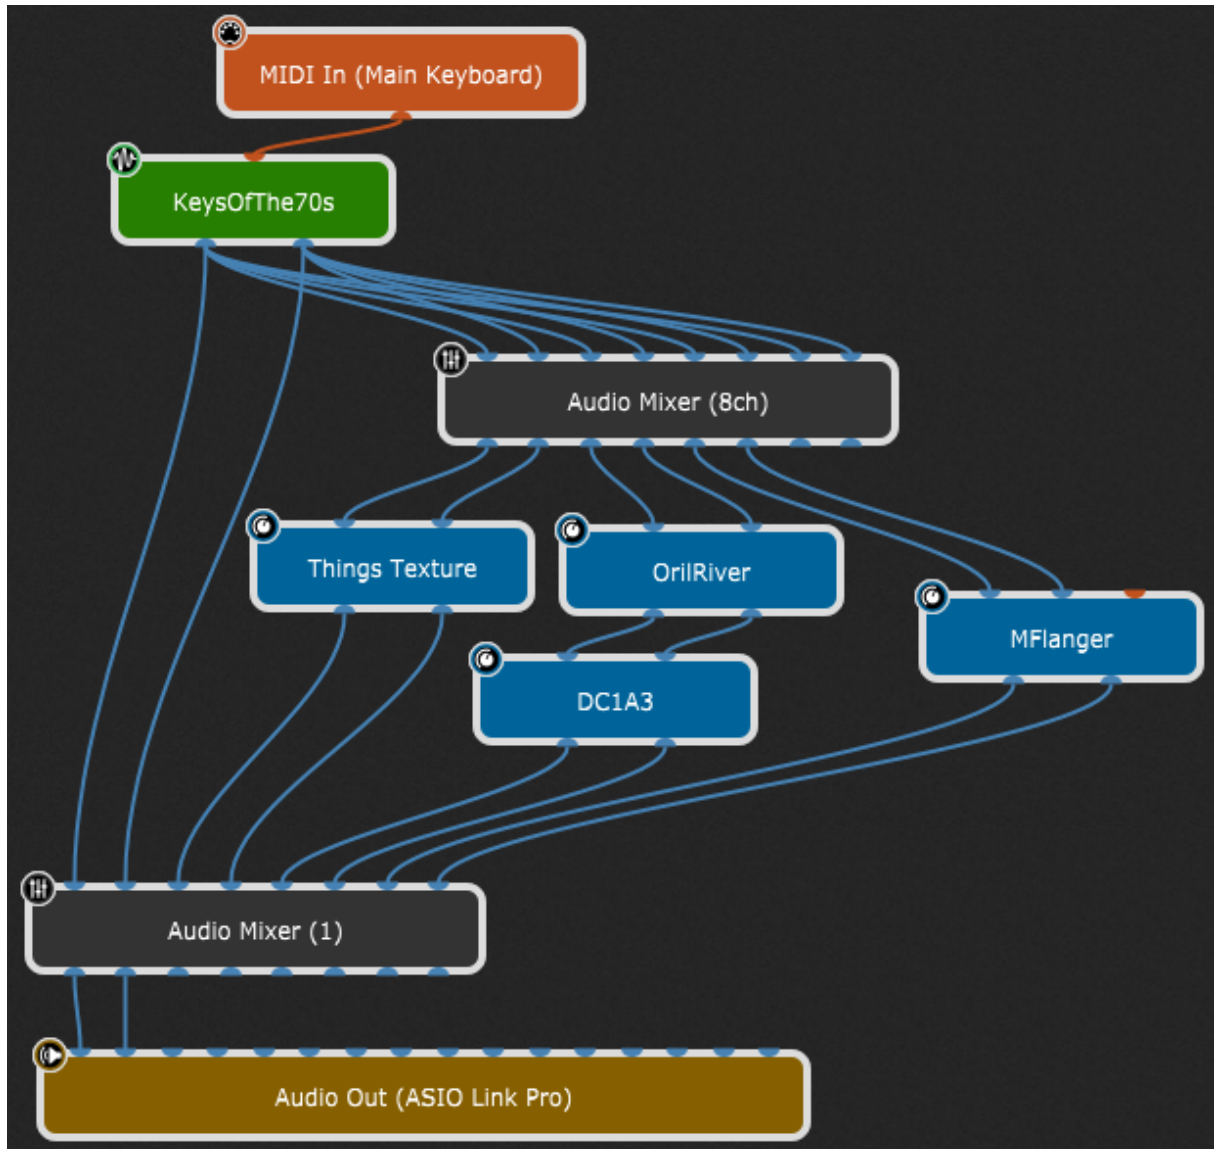 MIDI In (Main Keyboard)
KeysOfThe70s
Audio Mixer (8ch)
Things Texture
OrilRiver
MFlanger
DC1A3
Audio Mixer (1)
Audio Out (ASIO Link Pro)